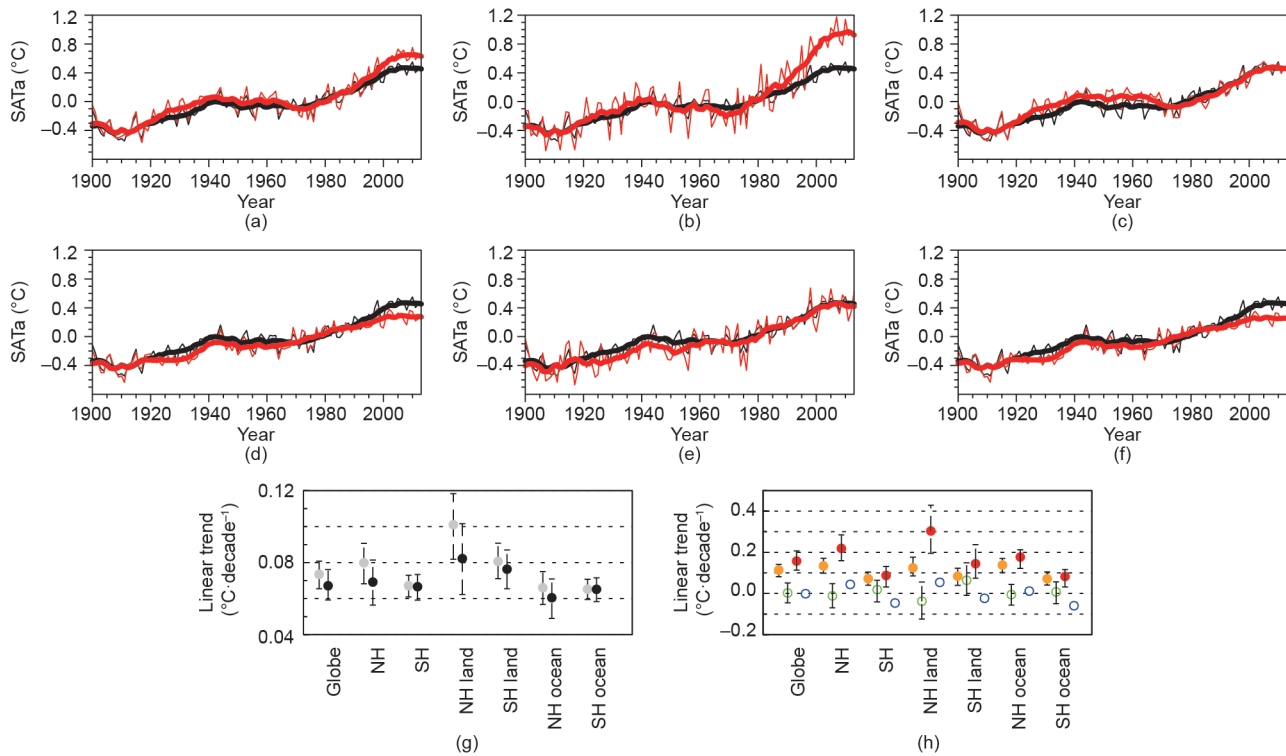 1.2
0.8
0.4
0.0
–0.4
SATa (°C)
1900 1920 1940 1960 1980 2000
Year
(a)
1.2
0.8
0.4
0.0
–0.4
SATa (°C)
1900 1920 1940 1960 1980 2000
Year
(b)
1.2
0.8
0.4
0.0
–0.4
SATa (°C)
1900 1920 1940 1960 1980 2000
Year
(c)
1.2
0.8
0.4
0.0
–0.4
SATa (°C)
1900 1920 1940 1960 1980 2000
Year
(d)
1.2
0.8
0.4
0.0
–0.4
SATa (°C)
1900 1920 1940 1960 1980 2000
Year
(e)
1.2
0.8
0.4
0.0
–0.4
SATa (°C)
1900 1920 1940 1960 1980 2000
Year
(f)
0.12
0.08
0.04
Linear trend
(°C·decade⁻¹)
Globe
NH
SH
NH land
SH land
NH ocean
SH ocean
(g)
0.4
0.2
0.0
–0.2
Linear trend
(°C·decade⁻¹)
Globe
NH
SH
NH land
SH land
NH ocean
SH ocean
(h)